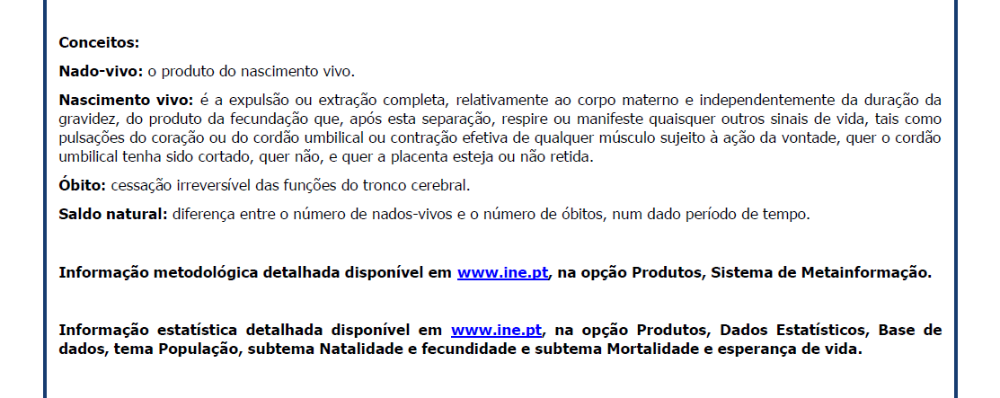 Conceitos:
Nado-vivo: o produto do nascimento vivo.
Nascimento vivo: é a expulsão ou extração completa, relativamente ao corpo materno e independentemente da duração da
gravidez, do produto da fecundação que, após esta separação, respire ou manifeste quaisquer outros sinais de vida, tais como
pulsações do coração ou do cordão umbilical ou contração efetiva de qualquer músculo sujeito à ação da vontade, quer o cordão
umbilical tenha sido cortado, quer não, e quer a placenta esteja ou não retida.
Óbito: cessação irreversível das funções do tronco cerebral.
Saldo natural: diferença entre o número de nados-vivos e o número de óbitos, num dado período de tempo.
Informação metodológica detalhada disponível em www.ine.pt, na opção Produtos, Sistema de Metainformação.
Informação estatística detalhada disponível em www.ine.pt, na opção Produtos, Dados Estatísticos, Base de
dados, tema População, subtema Natalidade e fecundidade e subtema Mortalidade e esperança de vida.